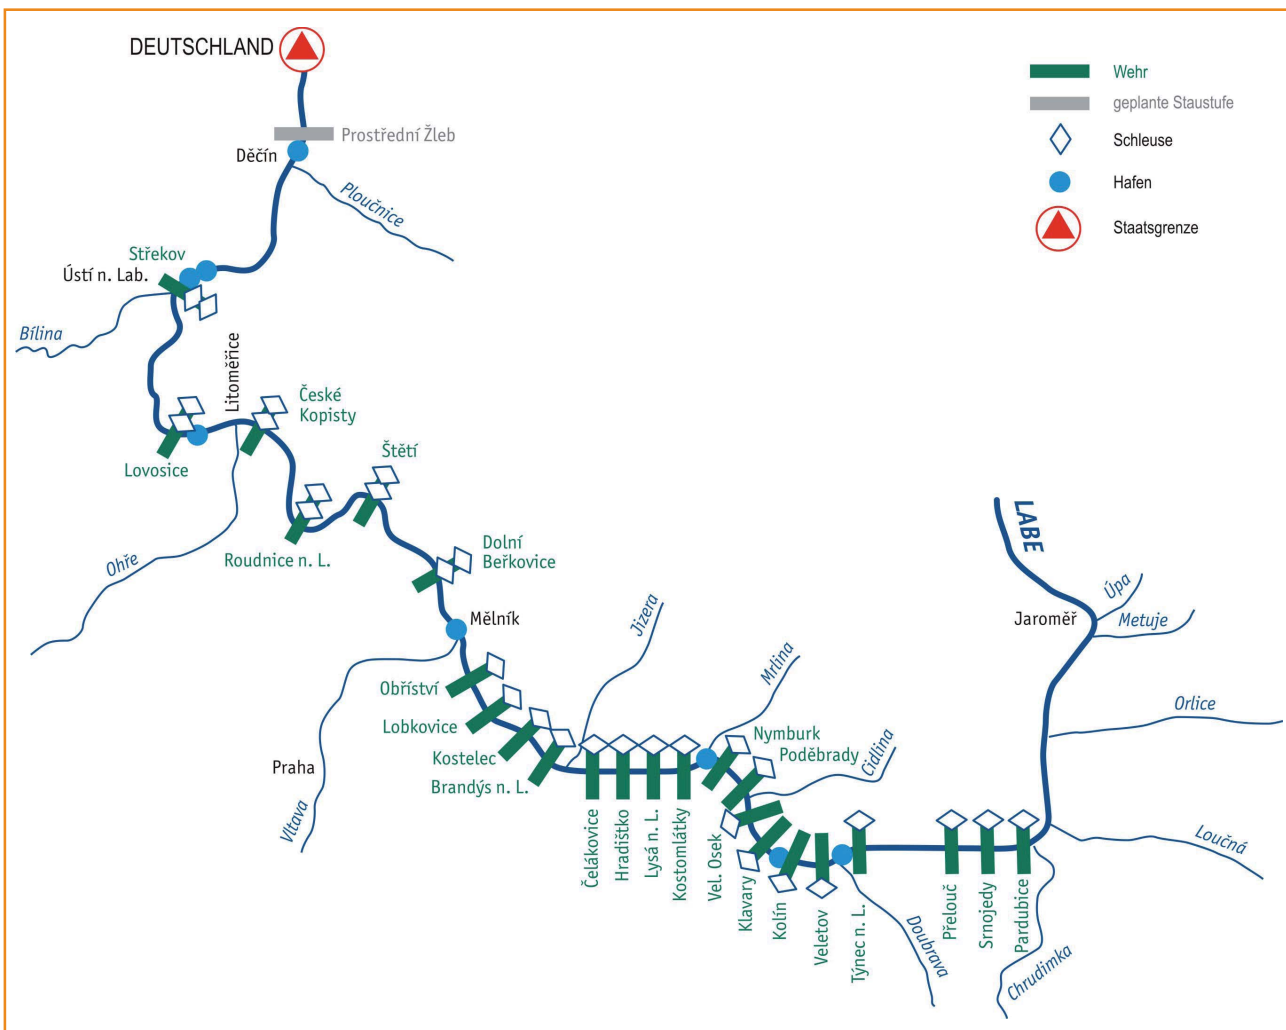 DEUTSCHLAND
Wehr
geplante Staustufe
Schleuse
Hafen
Staatsgrenze
Prostřední Žleb
Děčín
Ploučnice
Střekov
Ústí n. Lab.
Bílina
Litoměřice
České
Kopisty
Lovosice
Štětí
Roudnice n. L.
Ohře
Dolní
Beřkovice
Mělník
Obříství
Lobkovice
Kostelec
Brandýs n. L.
Praha
Vltava
Jizera
Mrlina
Nymburk
Poděbrady
Cidlina
Čelákovice
Hradištko
Lysá n. L.
Kostomlátky
Vel. Osek
Klavary
Kolín
Veletov
Týnec n. L.
Doubrava
Přelouč
Srnojedy
Pardubice
Chrudimka
Loučná
Orlice
LABE
Jaroměř
Úpa
Metuje